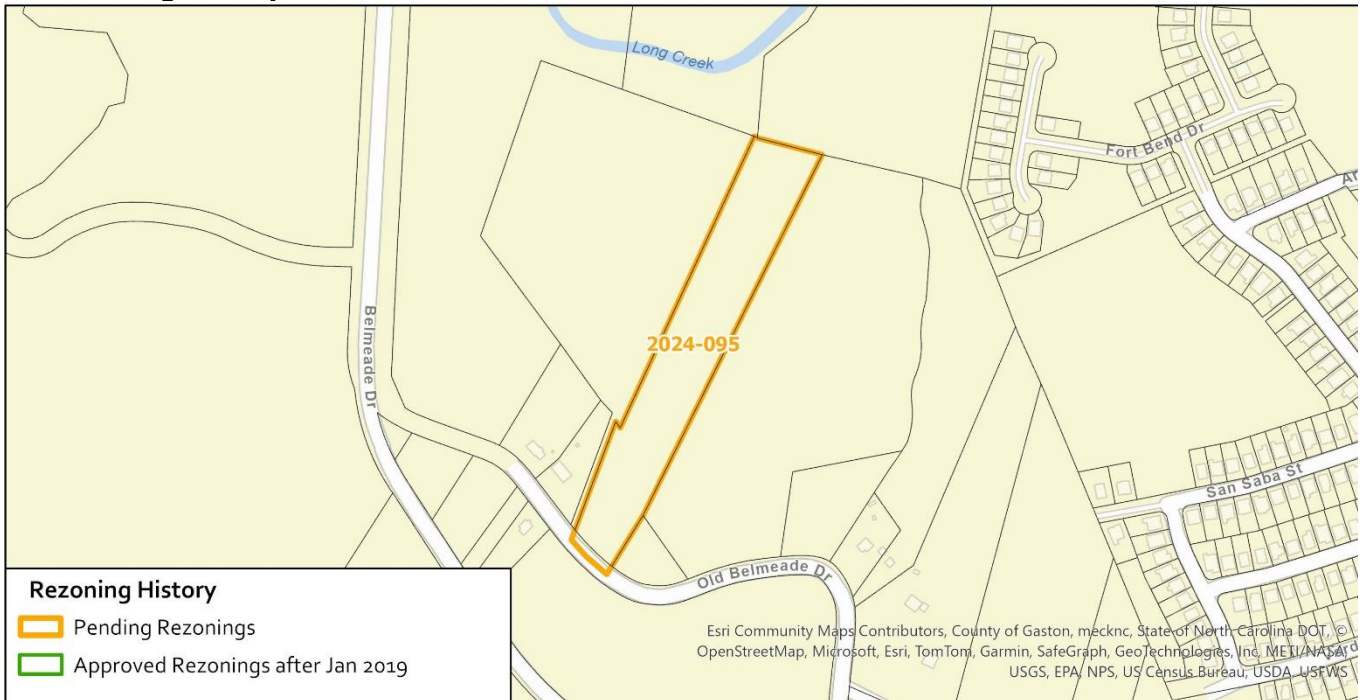 Long Creek
Fort Bend Dr
Belmeade Dr
2024-095
San Saba St
Old Belmeade Dr
Rezoning History
Pending Rezonings
Approved Rezonings after Jan 2019
Esri Community Maps Contributors, County of Gaston, mecknc, State of North Carolina DOT, ©
OpenStreetMap, Microsoft, Esri, TomTom, Garmin, SafeGraph, GeoTechnologies, Inc, METI/NASA,
USGS, EPA, NPS, US Census Bureau, USDA, USFWS